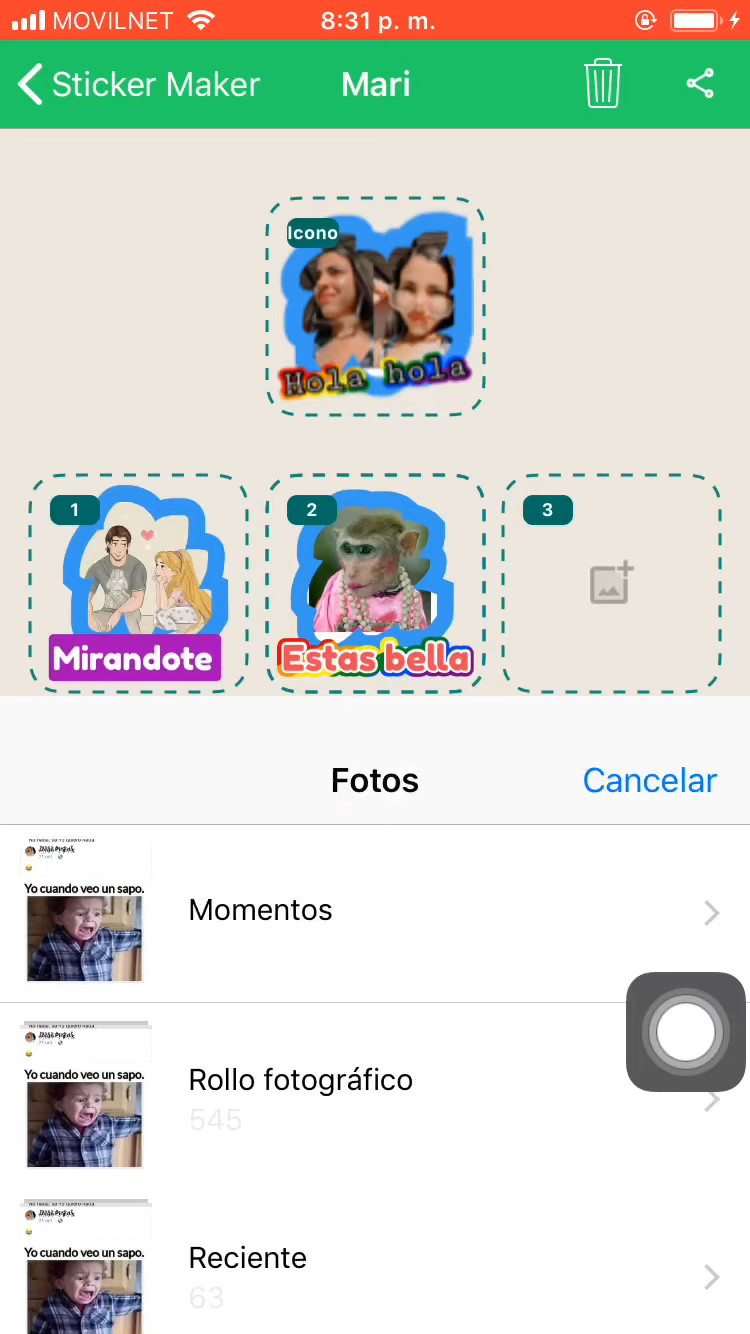 MOVILNET 8:31 p. m.
Sticker Maker Mari
Icono
Hola hola
1 2 3
Mirandote
Estas bella
Fotos Cancelar
Yo cuando veo un sapo.
Momentos
Yo cuando veo un sapo.
Rollo fotográfico
545
Yo cuando veo un sapo.
Reciente
63